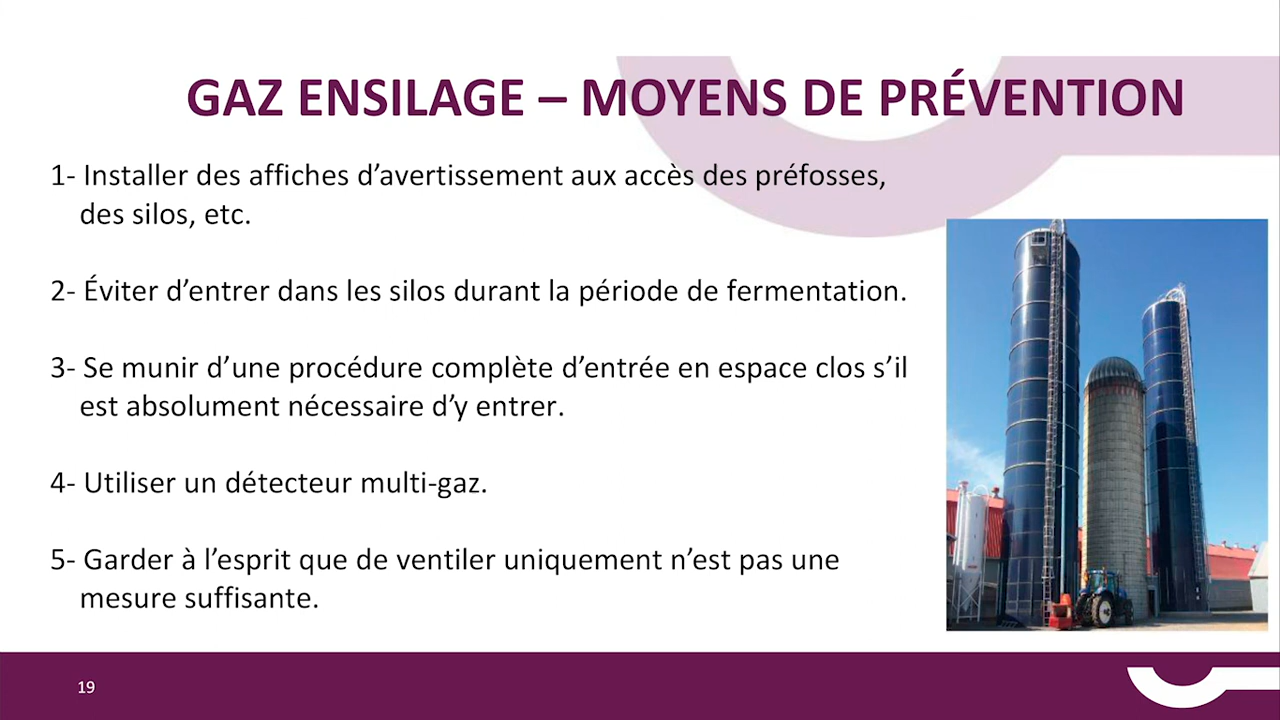 GAZ ENSILAGE – MOYENS DE PRÉVENTION
1- Installer des affiches d’avertissement aux accès des préfosses,
des silos, etc.
2- Éviter d’entrer dans les silos durant la période de fermentation.
3- Se munir d’une procédure complète d’entrée en espace clos s’il
est absolument nécessaire d’y entrer.
4- Utiliser un détecteur multi-gaz.
5- Garder à l’esprit que de ventiler uniquement n’est pas une
mesure suffisante.
19